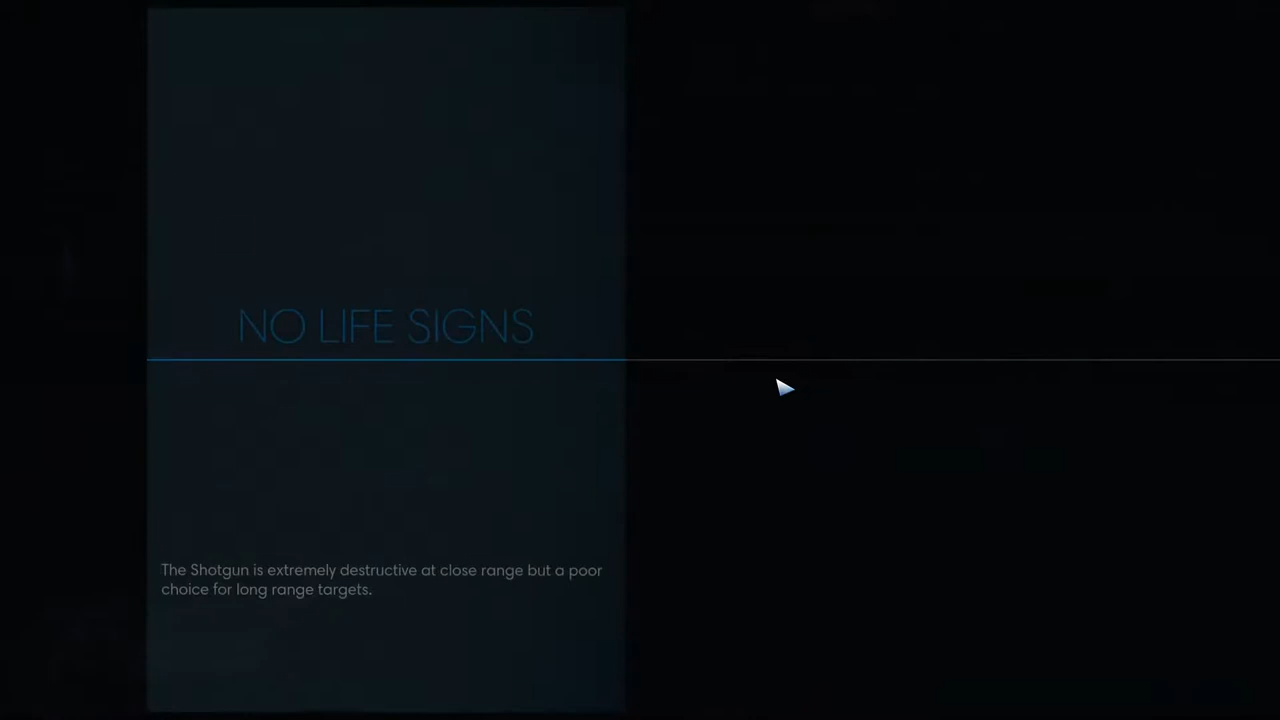 NO LIFE SIGNS
The Shotgun is extremely destructive at close range but a poor
choice for long range targets.